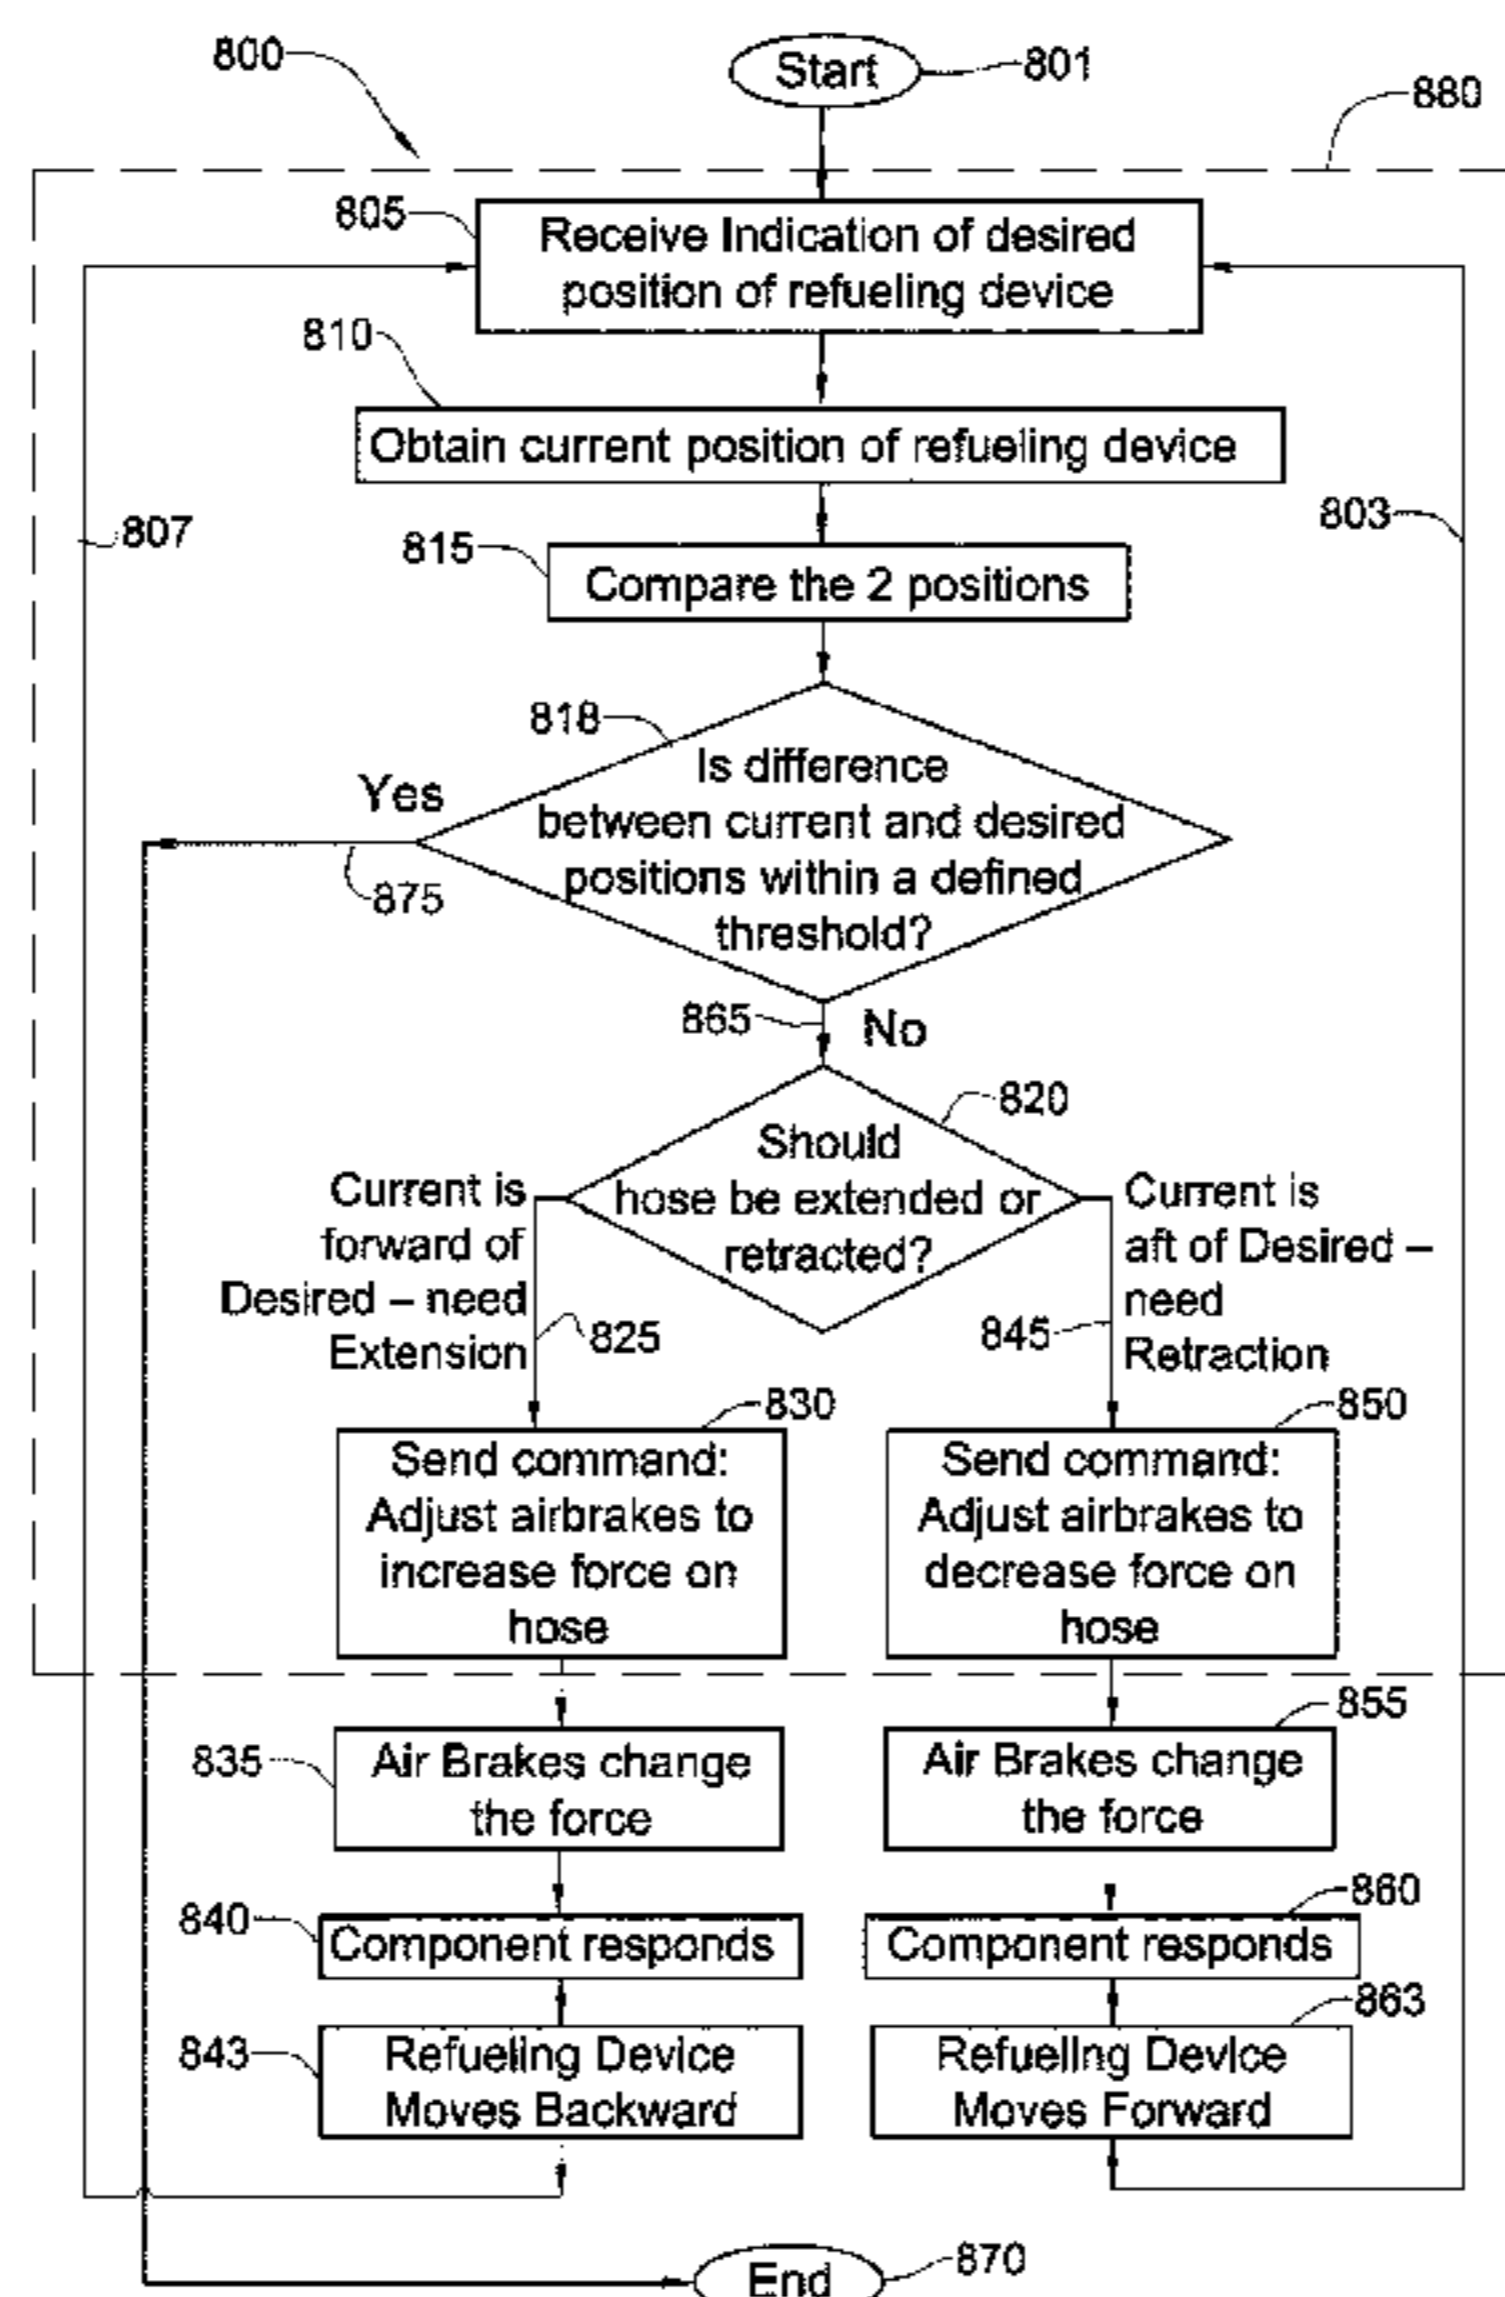 800
Start
801
880
805
Receive Indication of desired
position of refueling device
810
Obtain current position of refueling device
807
803
815
Compare the 2 positions
818
Is difference
between current and desired
positions within a defined
threshold?
Yes
875
865
No
820
Should
hose be extended or
retracted?
Current is
forward of
Desired – need
Extension
825
845
Current is
aft of Desired –
need
Retraction
830
850
Send command:
Adjust airbrakes to
increase force on
hose
Send command:
Adjust airbrakes to
decrease force on
hose
835
Air Brakes change
the force
855
Air Brakes change
the force
840
Component responds
860
Component responds
843
Refueling Device
Moves Backward
863
Refueling Device
Moves Forward
End
870